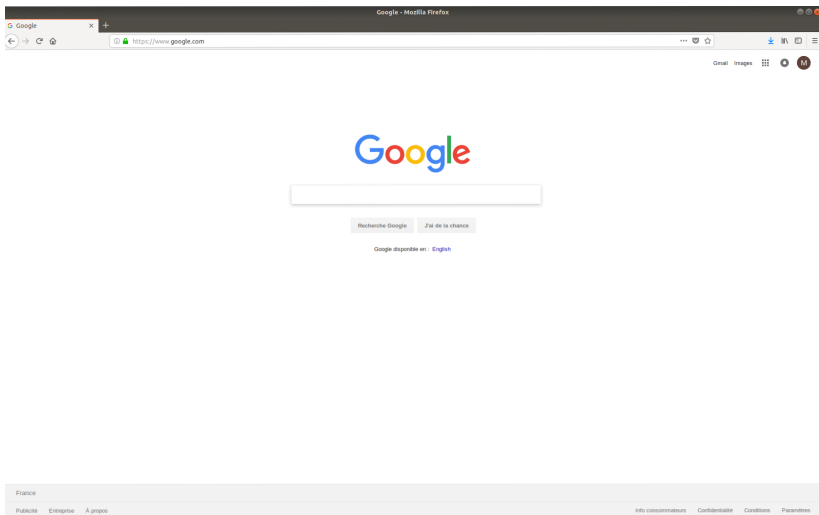 Google - Mozilla Firefox
G Google × +
https://www.google.com
Gmail Images M
Google
Recherche Google J'ai de la chance
Google disponible en : English
France
Publicité Entreprise À propos Info consommateurs Confidentialité Conditions Paramètres